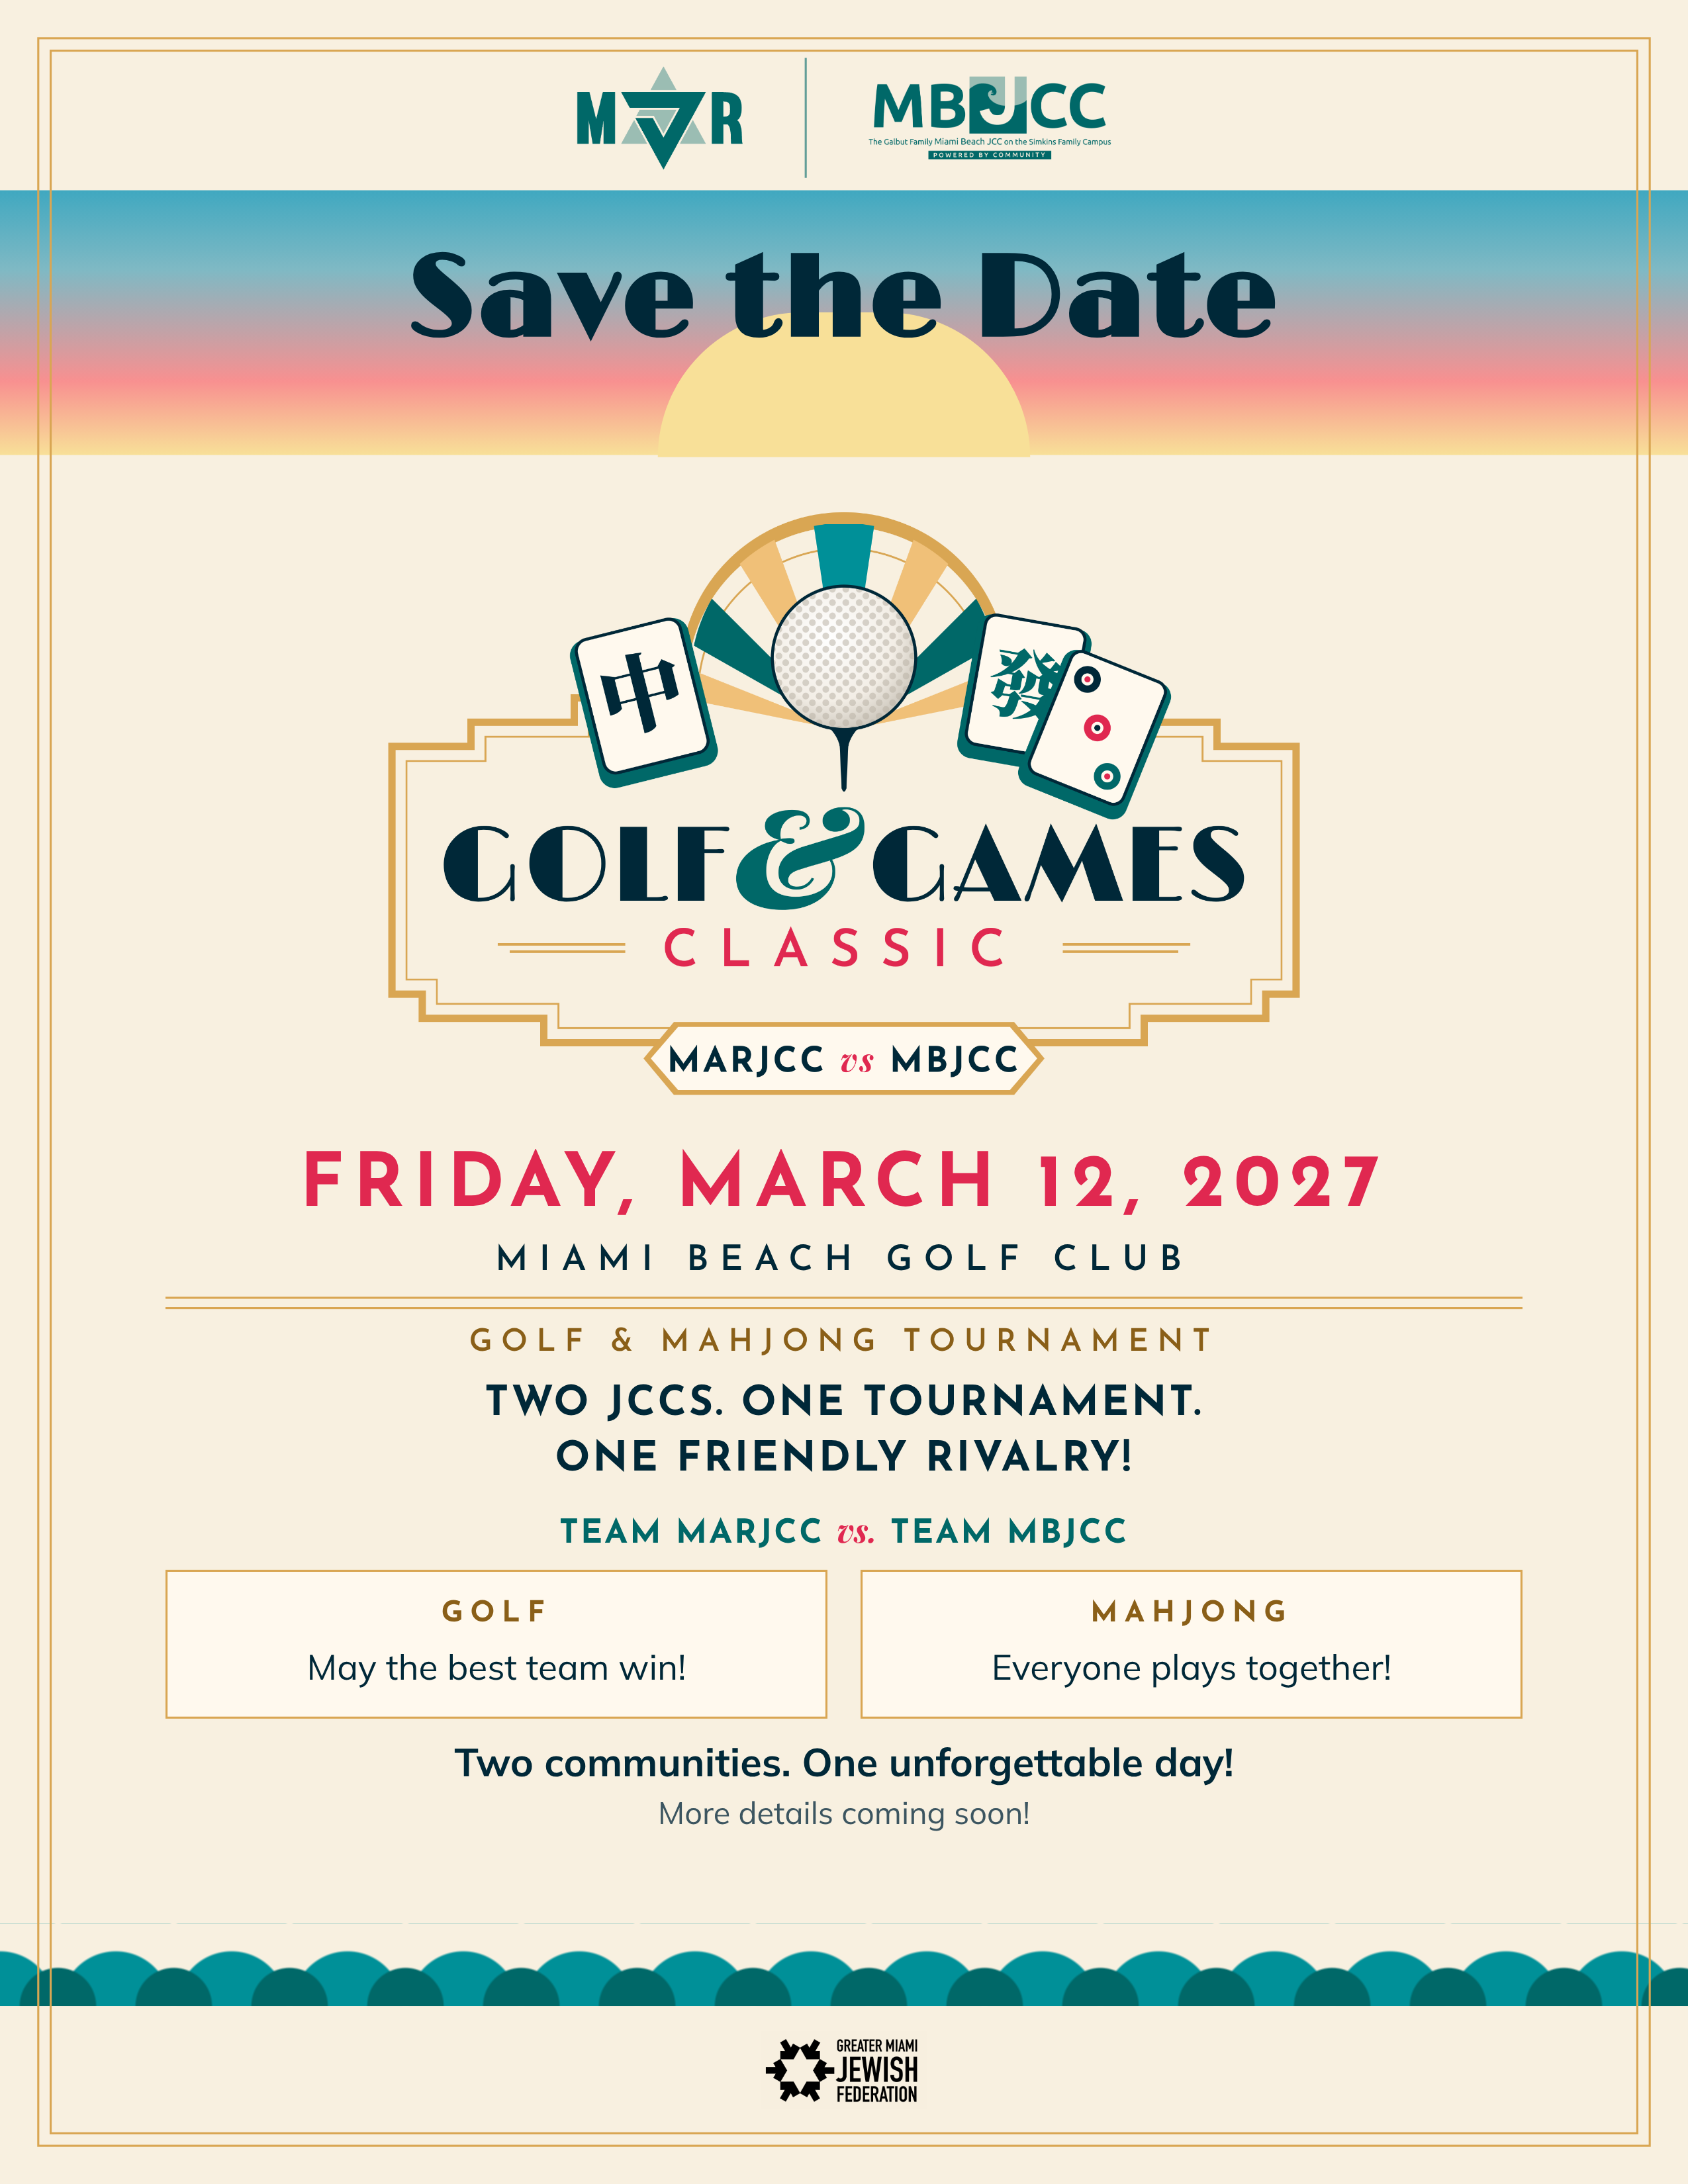 MAR
MBJCC
The Galbut Family Miami Beach JCC on the Simkins Family Campus
POWERED BY COMMUNITY
Save the Date
中
發
GOLF & GAMES
CLASSIC
MARJCC vs MBJCC
FRIDAY, MARCH 12, 2027
MIAMI BEACH GOLF CLUB
GOLF & MAHJONG TOURNAMENT
TWO JCCS. ONE TOURNAMENT.
ONE FRIENDLY RIVALRY!
TEAM MARJCC vs. TEAM MBJCC
GOLF
May the best team win!
MAHJONG
Everyone plays together!
Two communities. One unforgettable day!
More details coming soon!
GREATER MIAMI
JEWISH
FEDERATION